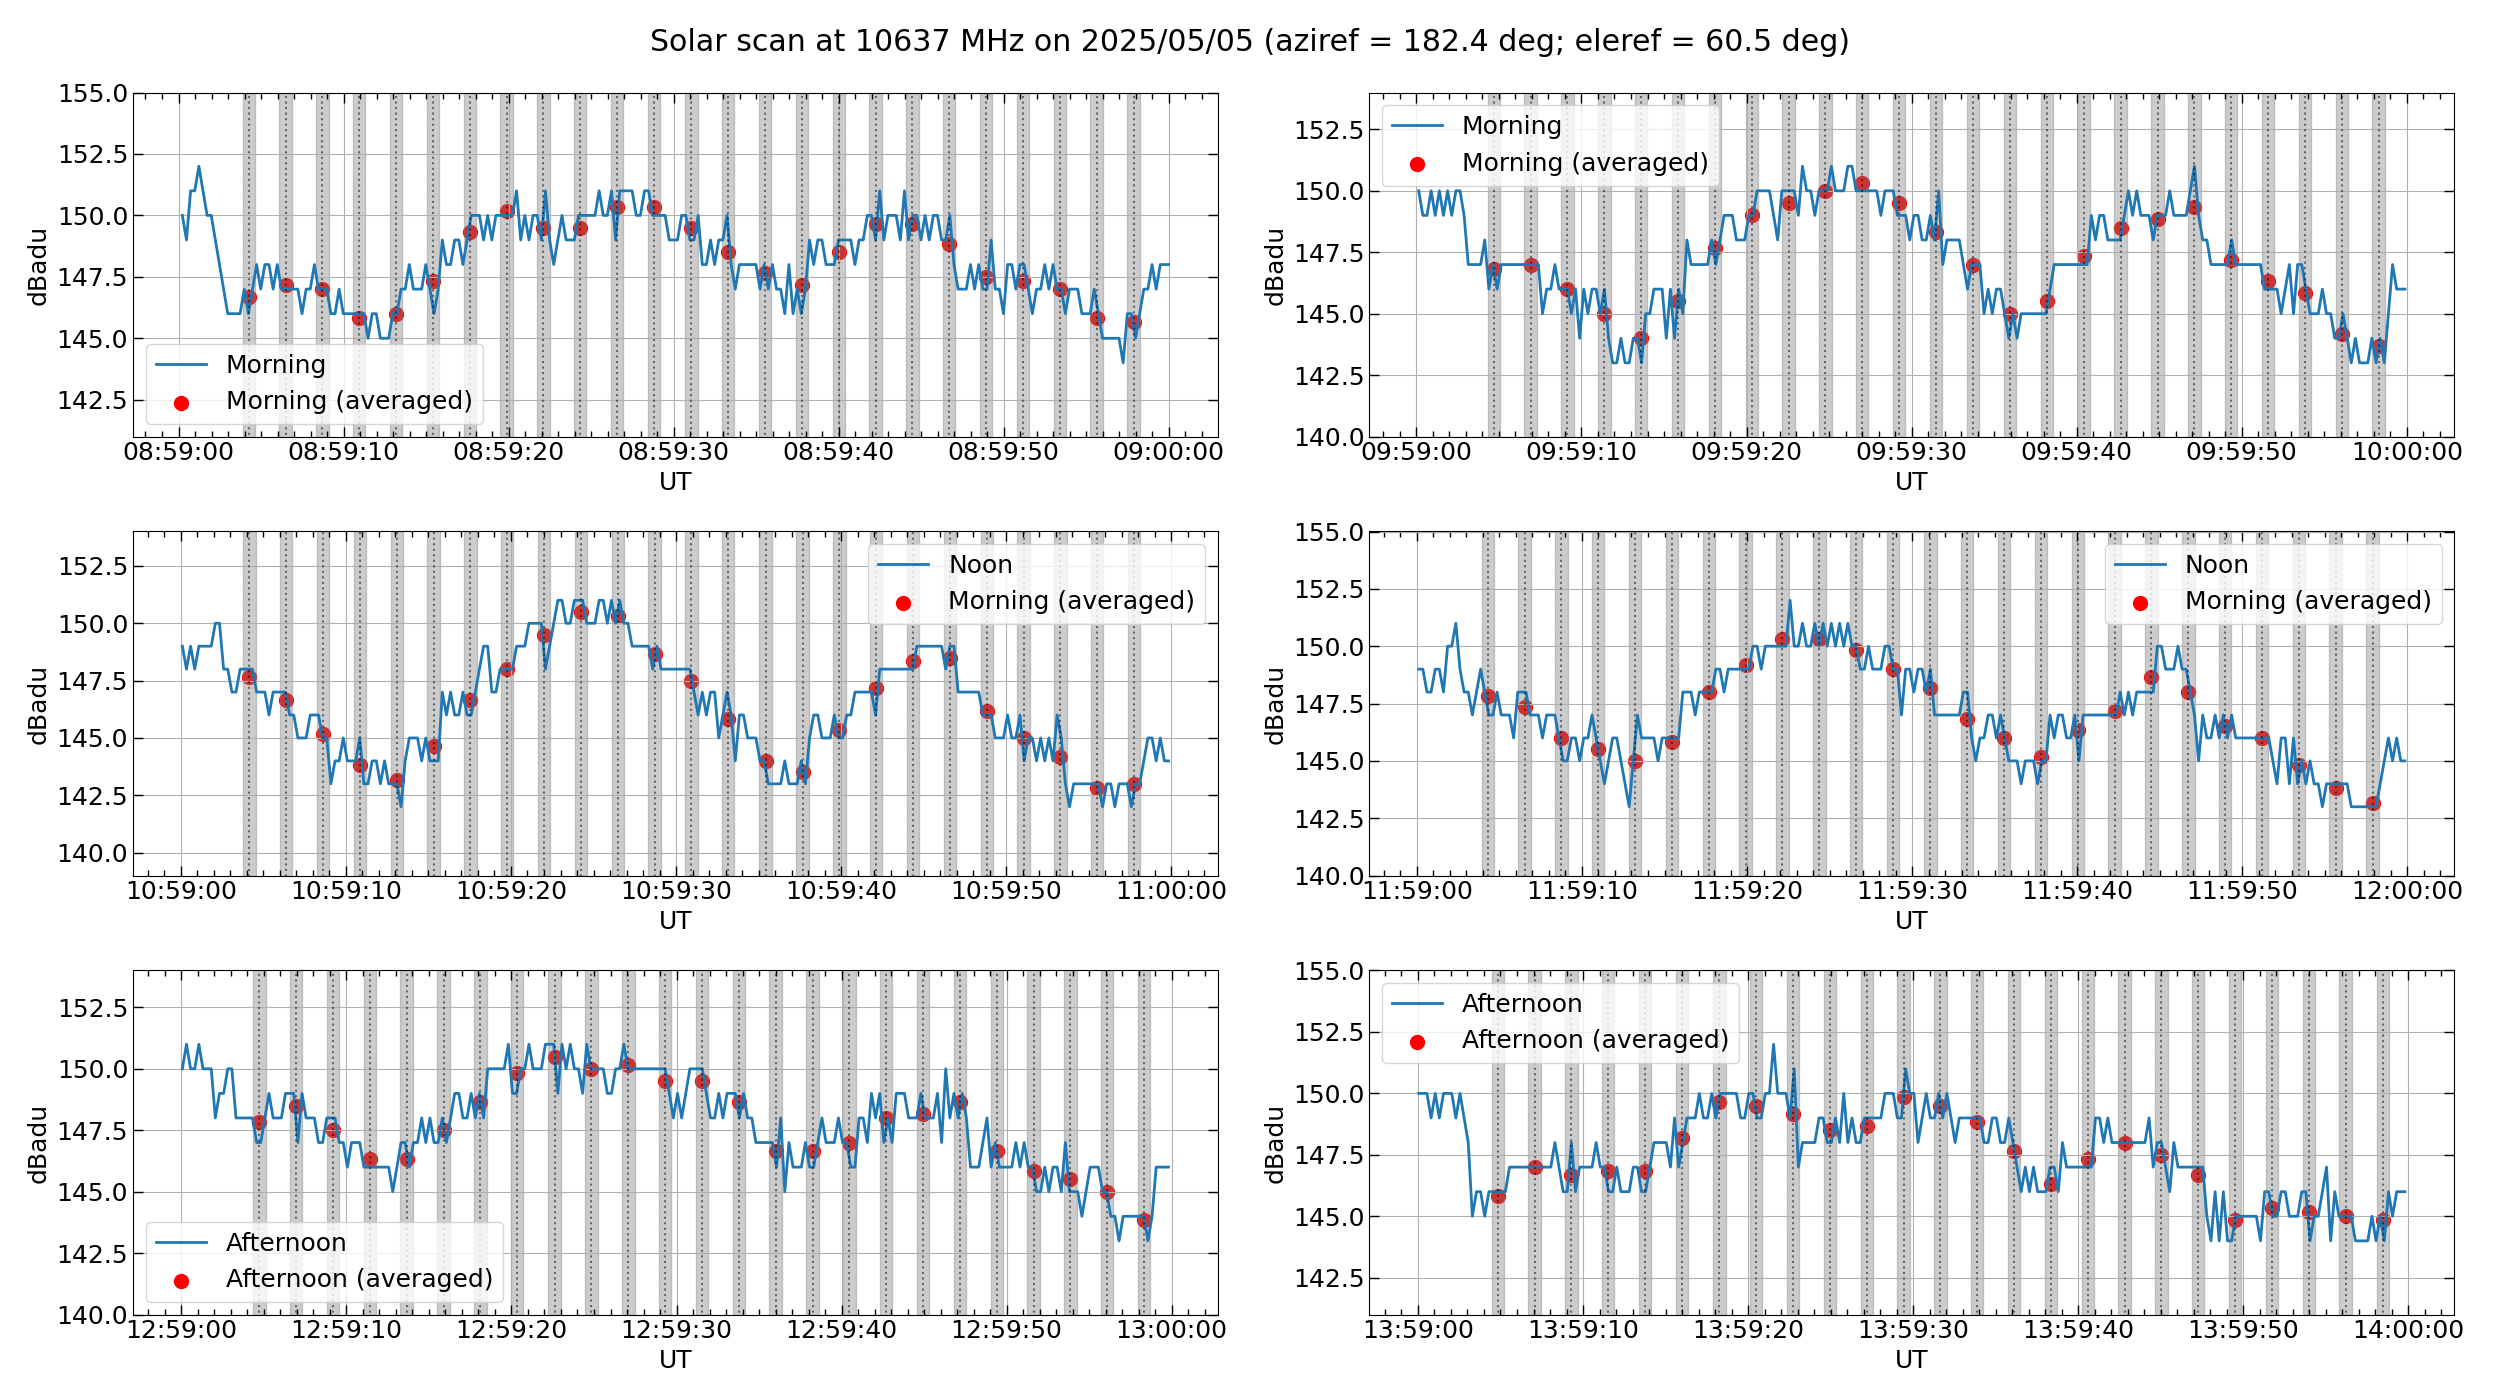 Solar scan at 10637 MHz on 2025/05/05 (aziref = 182.4 deg; eleref = 60.5 deg)
155.0
152.5
150.0
147.5
145.0
142.5
dBadu
Morning
Morning (averaged)
08:59:00 08:59:10 08:59:20 08:59:30 08:59:40 08:59:50 09:00:00
UT
152.5
150.0
147.5
145.0
142.5
140.0
dBadu
Morning
Morning (averaged)
09:59:00 09:59:10 09:59:20 09:59:30 09:59:40 09:59:50 10:00:00
UT
152.5
150.0
147.5
145.0
142.5
140.0
dBadu
Noon
Morning (averaged)
10:59:00 10:59:10 10:59:20 10:59:30 10:59:40 10:59:50 11:00:00
UT
155.0
152.5
150.0
147.5
145.0
142.5
140.0
dBadu
Noon
Morning (averaged)
11:59:00 11:59:10 11:59:20 11:59:30 11:59:40 11:59:50 12:00:00
UT
152.5
150.0
147.5
145.0
142.5
140.0
dBadu
Afternoon
Afternoon (averaged)
12:59:00 12:59:10 12:59:20 12:59:30 12:59:40 12:59:50 13:00:00
UT
155.0
152.5
150.0
147.5
145.0
142.5
dBadu
Afternoon
Afternoon (averaged)
13:59:00 13:59:10 13:59:20 13:59:30 13:59:40 13:59:50 14:00:00
UT